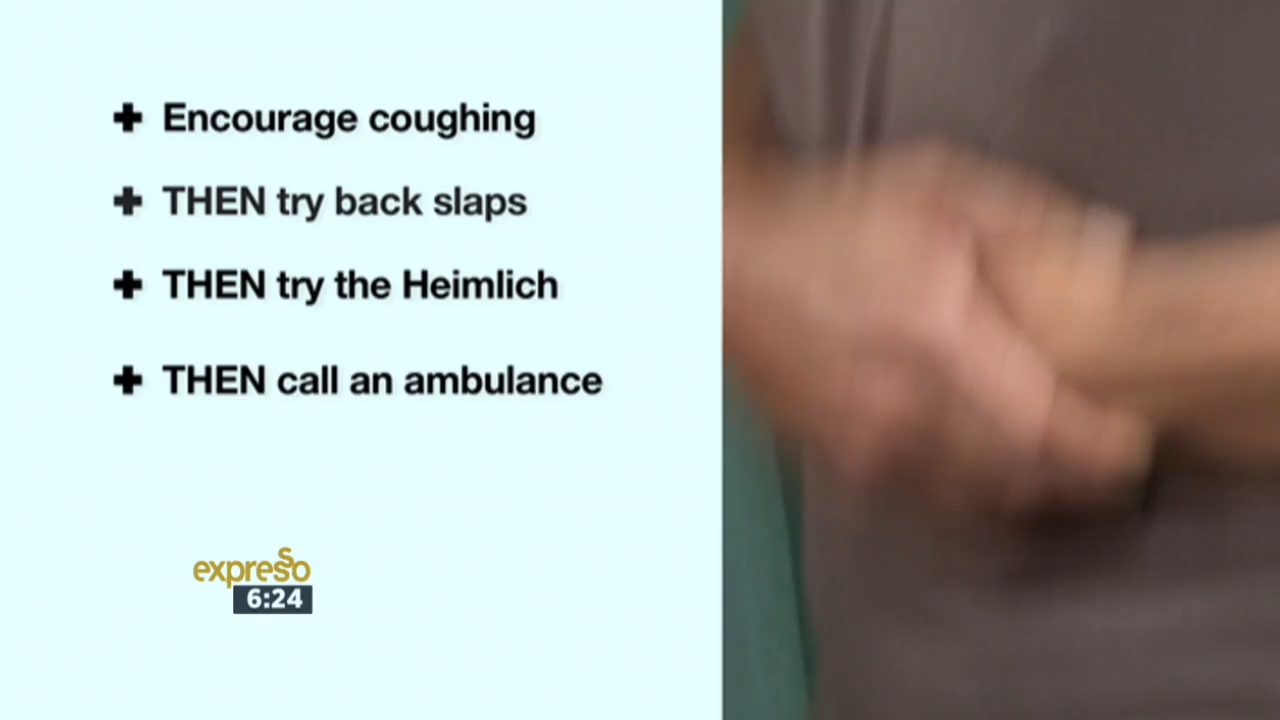 + Encourage coughing
+ THEN try back slaps
+ THEN try the Heimlich
+ THEN call an ambulance
expresso
6:24